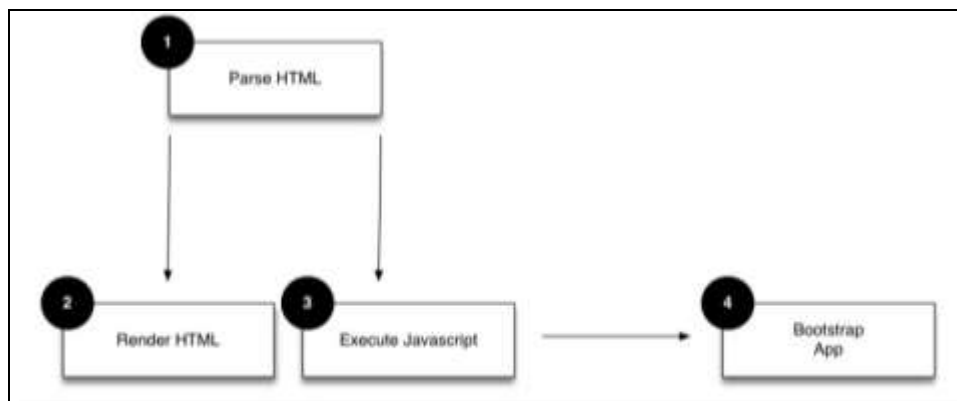 1
Parse HTML
2
Render HTML
3
Execute Javascript
4
Bootstrap
App